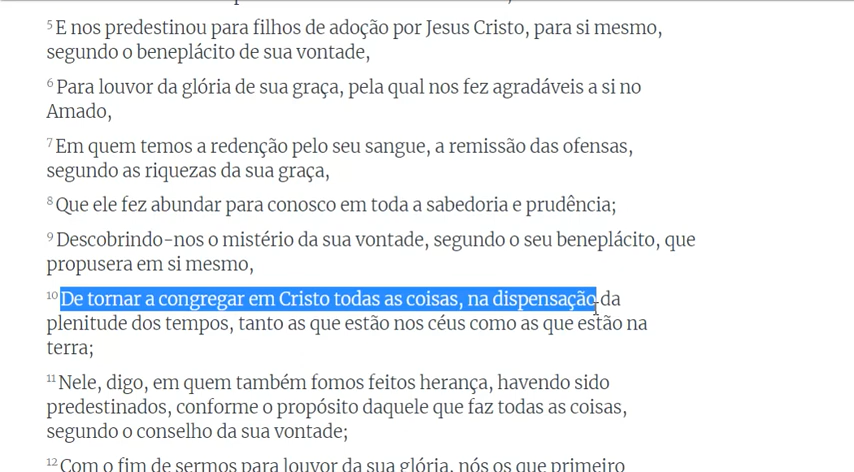 5 E nos predestinou para filhos de adoção por Jesus Cristo, para si mesmo,
segundo o beneplácito de sua vontade,
6 Para louvor da glória de sua graça, pela qual nos fez agradáveis a si no
Amado,
7 Em quem temos a redenção pelo seu sangue, a remissão das ofensas,
segundo as riquezas da sua graça,
8 Que ele fez abundar para conosco em toda a sabedoria e prudência;
9 Descobrindo-nos o mistério da sua vontade, segundo o seu beneplácito, que
propusera em si mesmo,
10 De tornar a congregar em Cristo todas as coisas, na dispensação da
plenitude dos tempos, tanto as que estão nos céus como as que estão na
terra;
11 Nele, digo, em quem também fomos feitos herança, havendo sido
predestinados, conforme o propósito daquele que faz todas as coisas,
segundo o conselho da sua vontade;
12 Com o fim de sermos para louvor da sua glória, nós os que primeiro